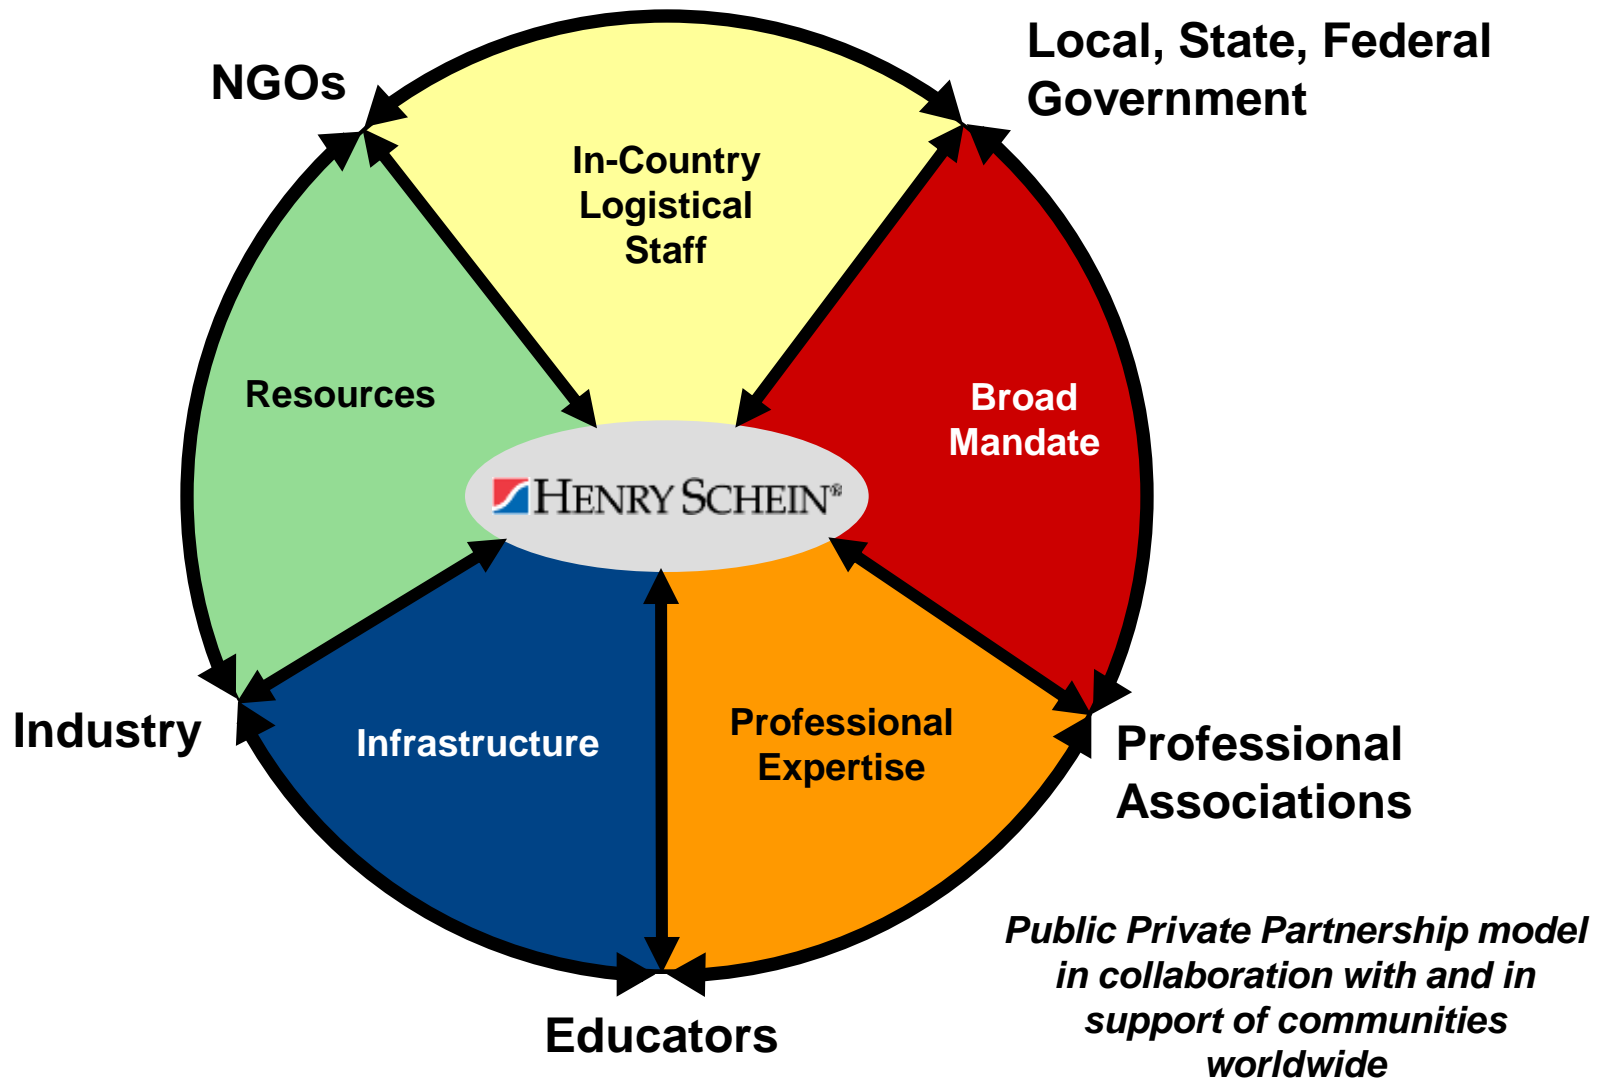 NGOs
Local, State, Federal
Government
In-Country
Logistical
Staff
Resources
Broad
Mandate
HENRY SCHEIN®
Infrastructure
Professional
Expertise
Industry
Professional
Associations
Educators
Public Private Partnership model
in collaboration with and in
support of communities
worldwide